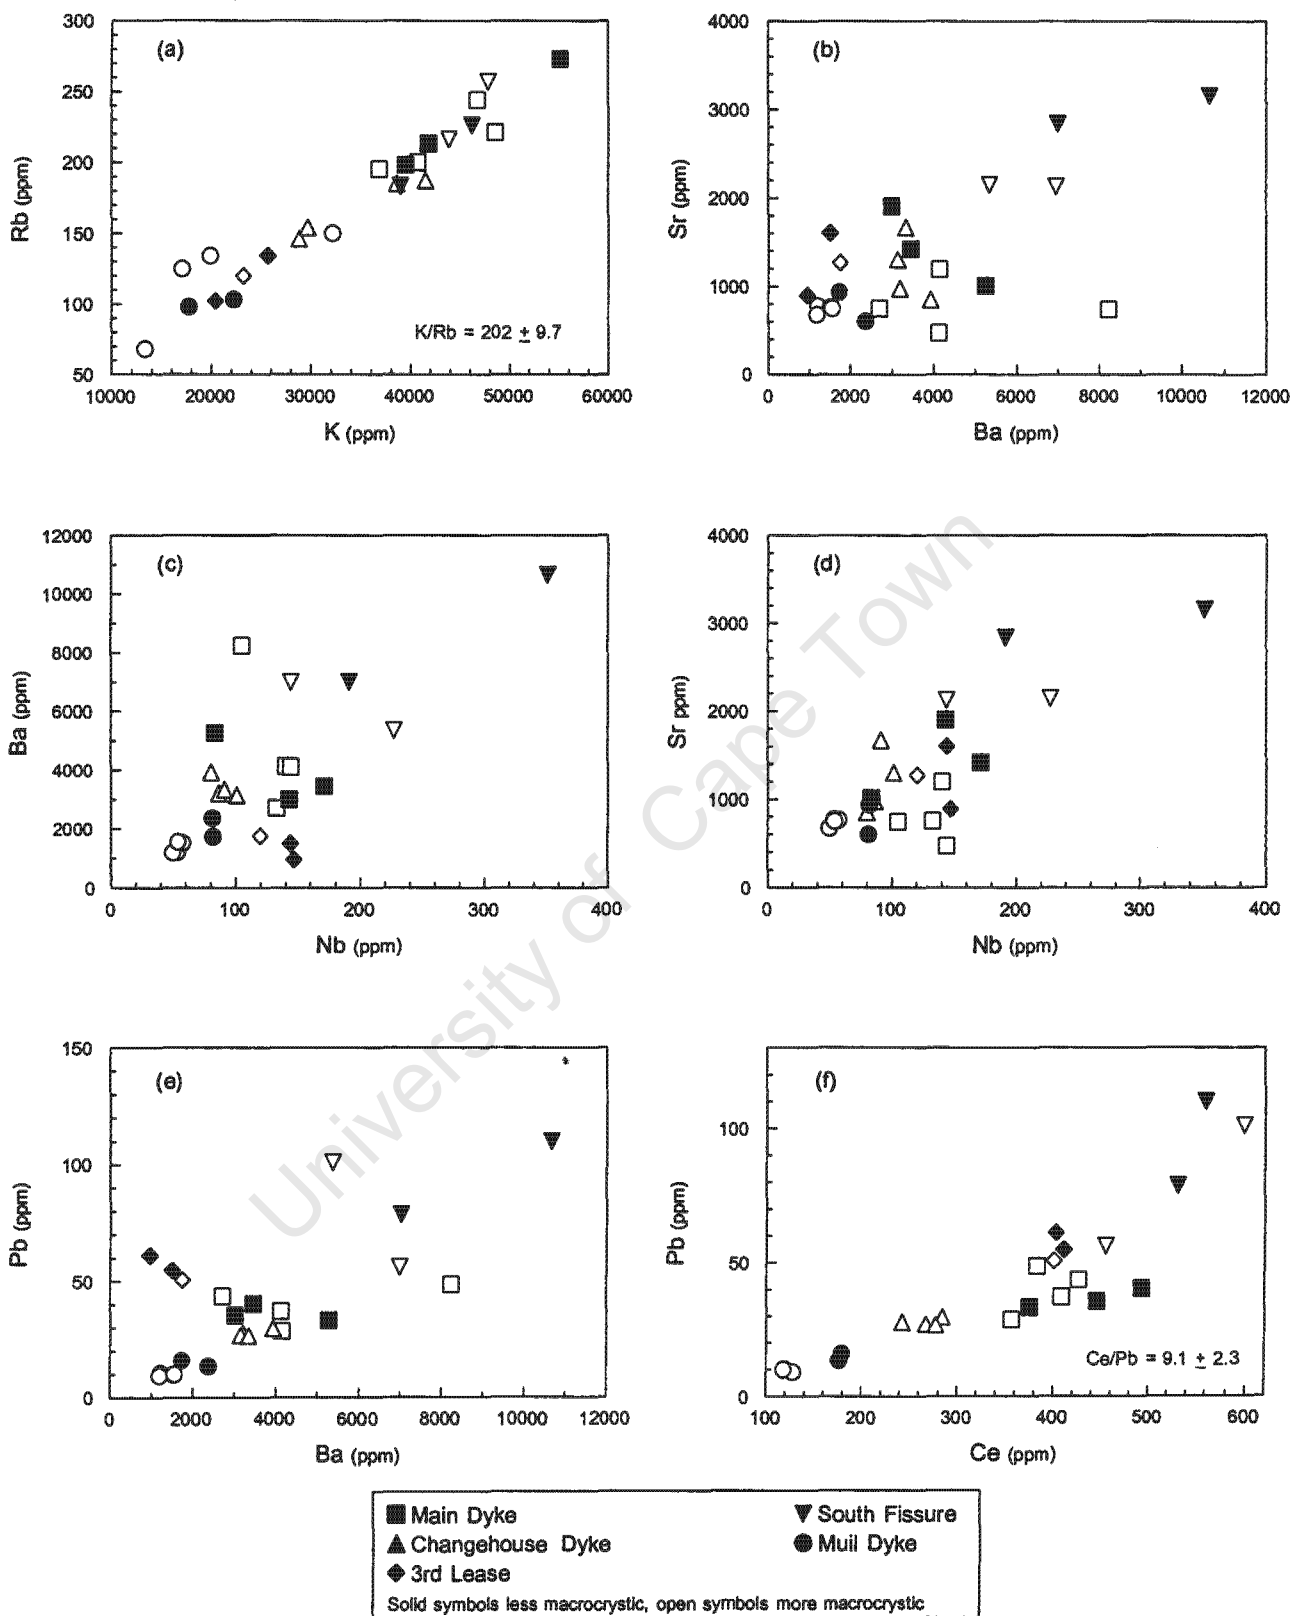 (a)
300
250
200
150
100
50
Rb (ppm)
10000 20000 30000 40000 50000 60000
K (ppm)
K/Rb = 202 ± 9.7
(b)
4000
3000
2000
1000
0
Sr (ppm)
0 2000 4000 6000 8000 10000 12000
Ba (ppm)
(c)
12000
10000
8000
6000
4000
2000
0
Ba (ppm)
0 100 200 300 400
Nb (ppm)
(d)
4000
3000
2000
1000
0
Sr ppm)
0 100 200 300 400
Nb (ppm)
(e)
150
100
50
0
Pb (ppm)
0 2000 4000 6000 8000 10000 12000
Ba (ppm)
(f)
100
50
0
Pb (ppm)
100 200 300 400 500 600
Ce (ppm)
Ce/Pb = 9.1 ± 2.3
University of Cape Town
Main Dyke
South Fissure
Changehouse Dyke
Muil Dyke
3rd Lease
Solid symbols less macrocrystic, open symbols more macrocrystic